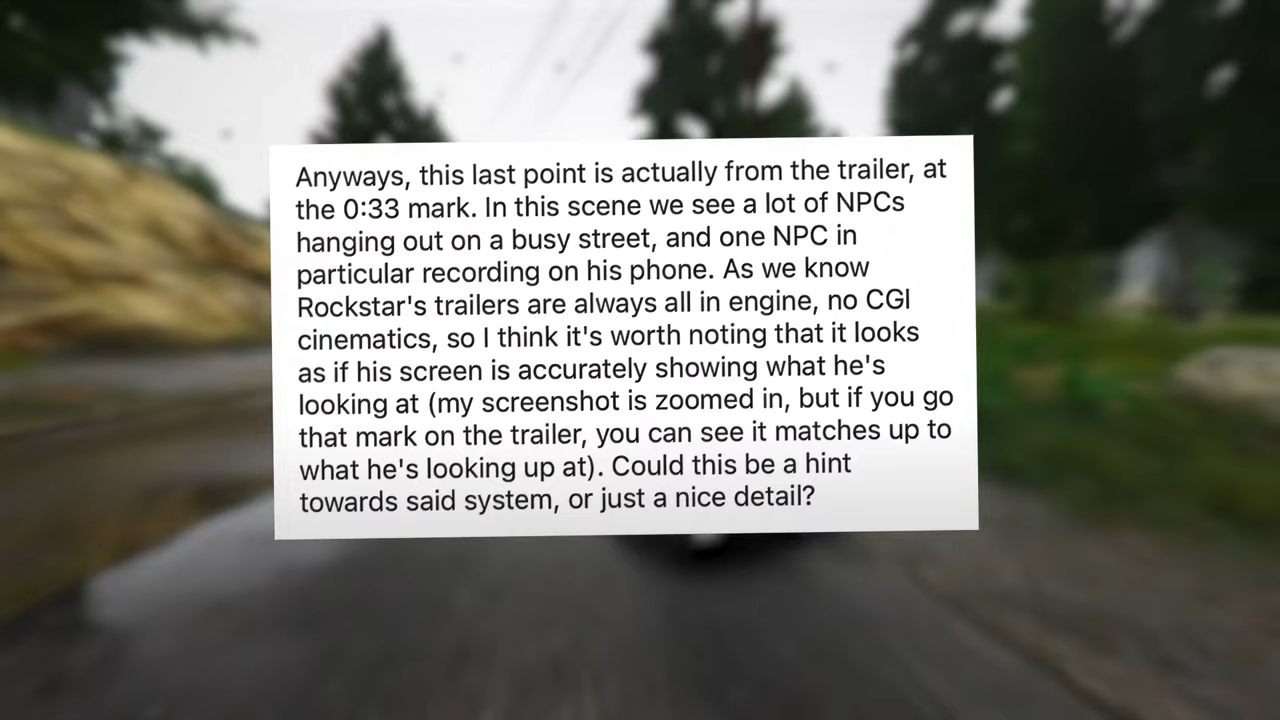 Anyways, this last point is actually from the trailer, at
the 0:33 mark. In this scene we see a lot of NPCs
hanging out on a busy street, and one NPC in
particular recording on his phone. As we know
Rockstar's trailers are always all in engine, no CGI
cinematics, so I think it's worth noting that it looks
as if his screen is accurately showing what he's
looking at (my screenshot is zoomed in, but if you go
that mark on the trailer, you can see it matches up to
what he's looking up at). Could this be a hint
towards said system, or just a nice detail?